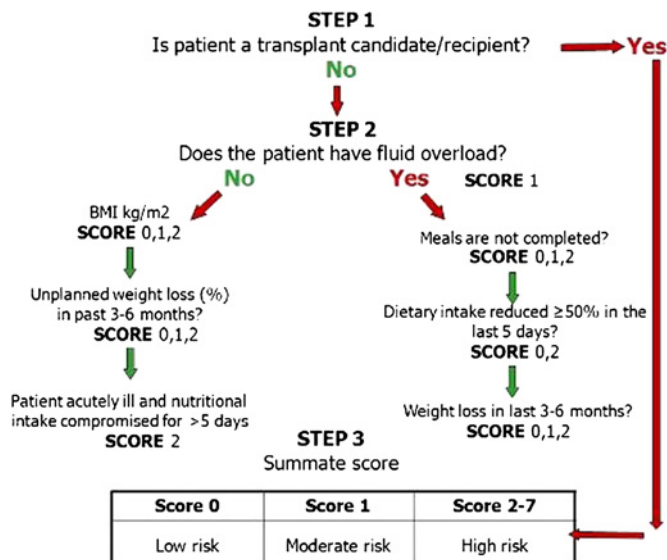 STEP 1
Is patient a transplant candidate/recipient?
Yes
No
STEP 2
Does the patient have fluid overload?
No
Yes
SCORE 1
BMI kg/m2
SCORE 0,1,2
Unplanned weight loss (%)
in past 3-6 months?
SCORE 0,1,2
Patient acutely ill and nutritional
intake compromised for >5 days
SCORE 2
Meals are not completed?
SCORE 0,1,2
Dietary intake reduced ≥50% in the
last 5 days?
SCORE 0,2
Weight loss in last 3-6 months?
SCORE 0,1,2
STEP 3
Summate score
Score 0
Score 1
Score 2-7
Low risk
Moderate risk
High risk